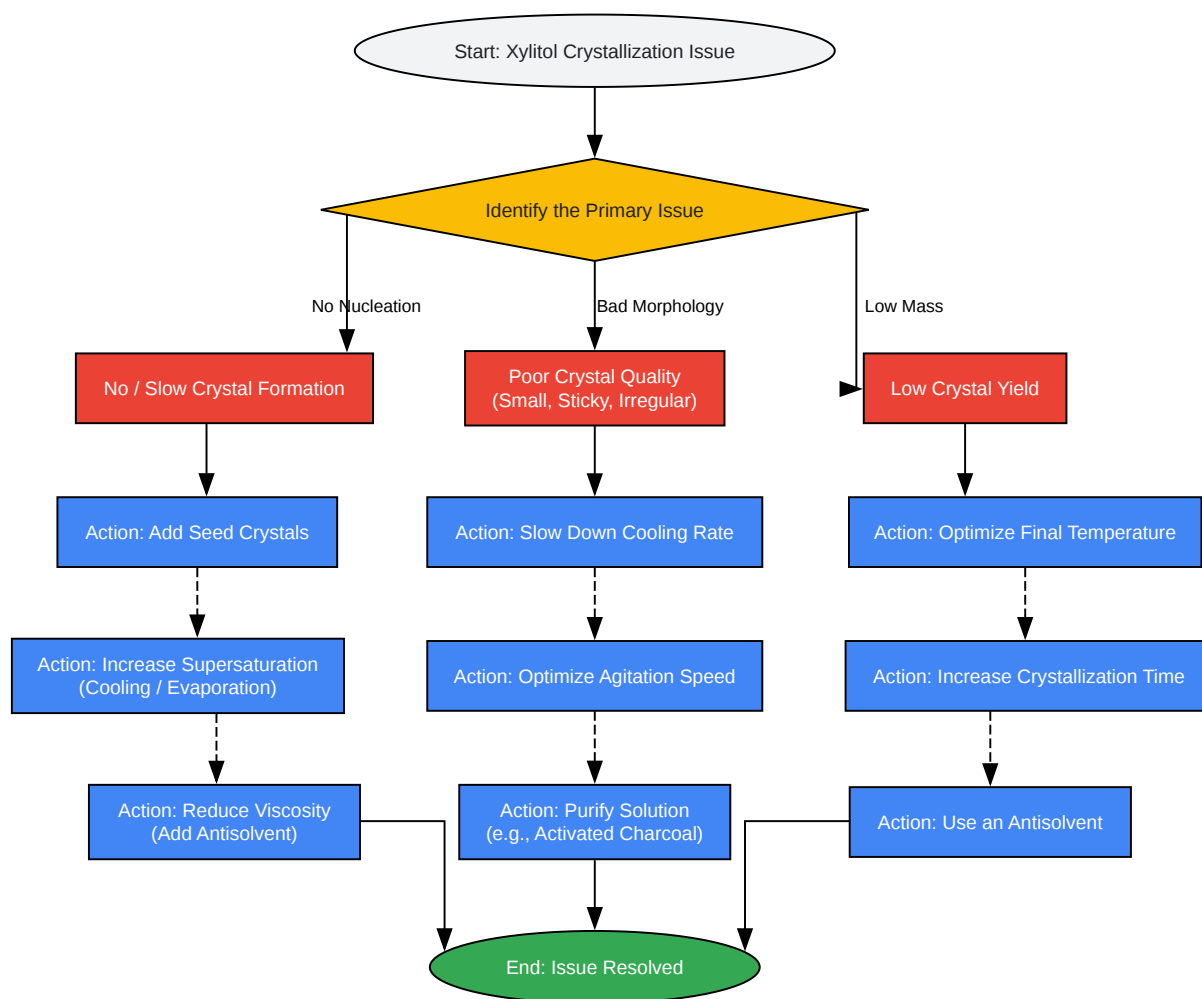 Start: Xylitol Crystallization Issue
Identify the Primary Issue
No Nucleation
Bad Morphology
Low Mass
No / Slow Crystal Formation
Poor Crystal Quality
(Small, Sticky, Irregular)
Low Crystal Yield
Action: Add Seed Crystals
Action: Slow Down Cooling Rate
Action: Optimize Final Temperature
Action: Increase Supersaturation
(Cooling / Evaporation)
Action: Optimize Agitation Speed
Action: Increase Crystallization Time
Action: Reduce Viscosity
(Add Antisolvent)
Action: Purify Solution
(e.g., Activated Charcoal)
Action: Use an Antisolvent
End: Issue Resolved